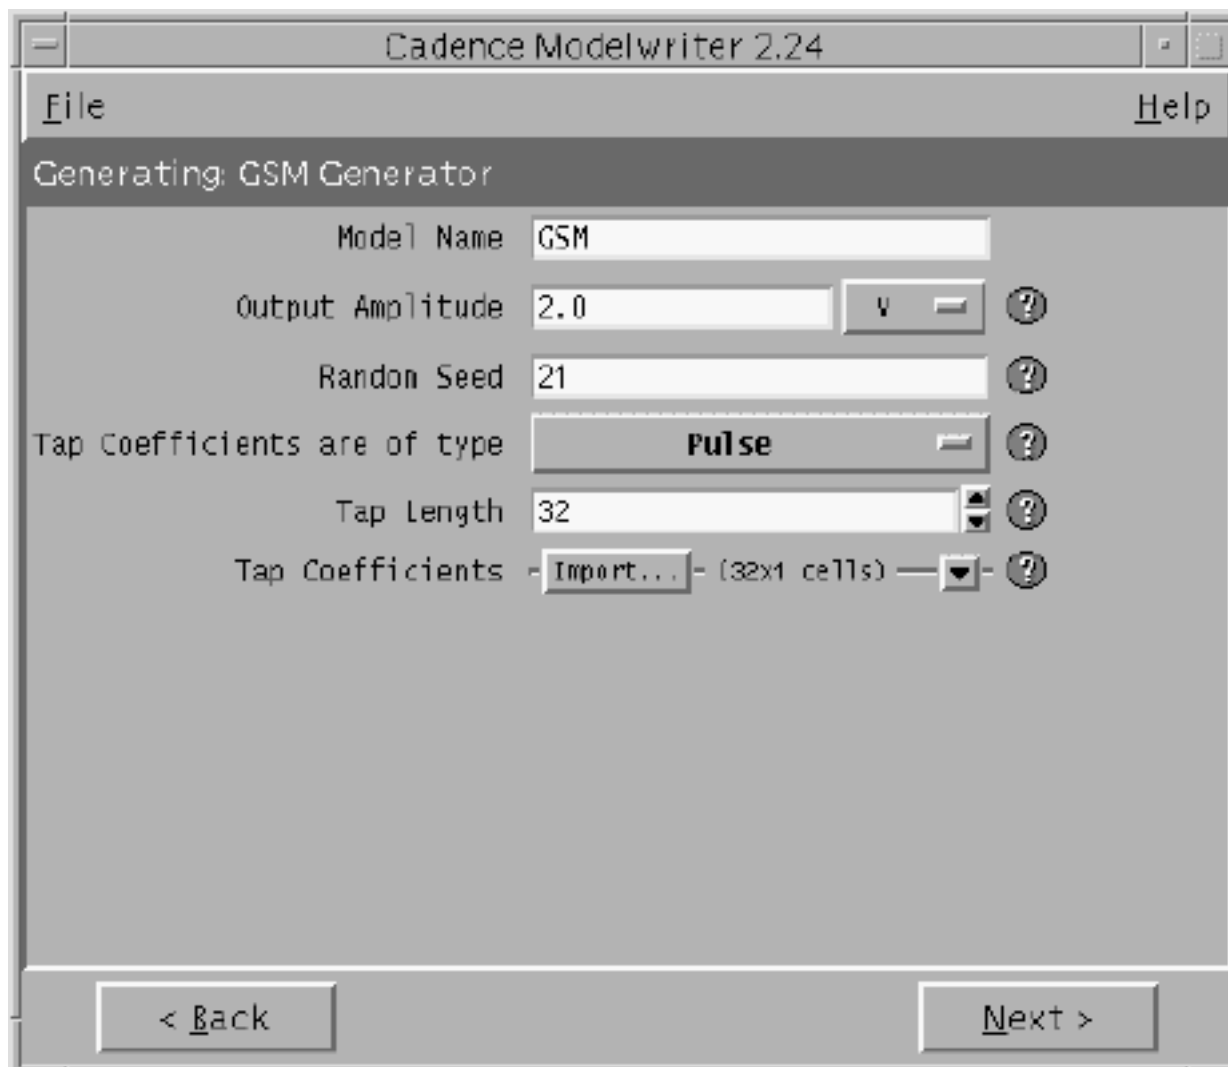 Cadence Modelwriter 2.24
File Help
Generating: GSM Generator
Model Name GSM
Output Amplitude 2.0 V ?
Random Seed 21 ?
Tap Coefficients are of type Pulse ?
Tap Length 32 ?
Tap Coefficients Import... (32x1 cells) ?
< Back Next >